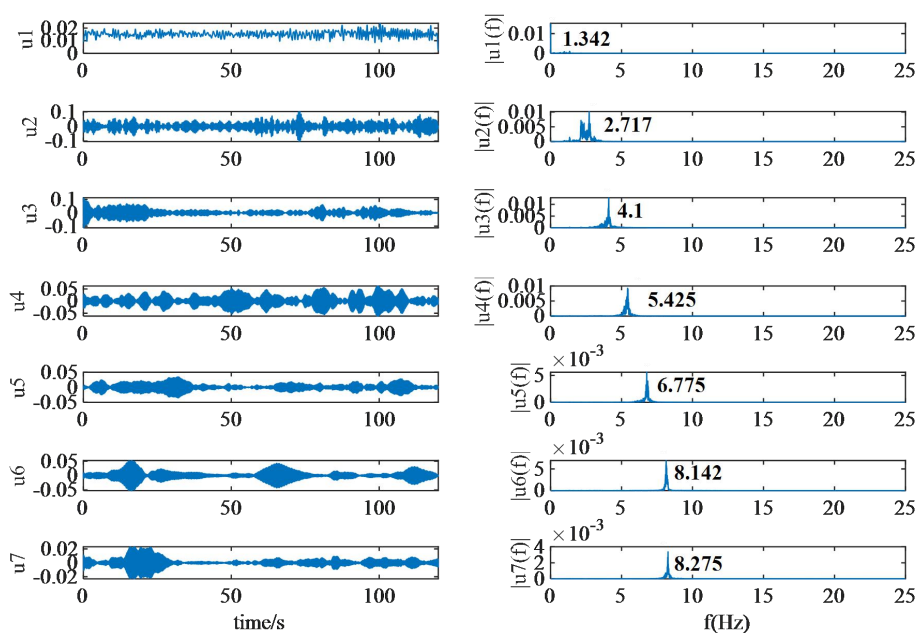 u1
0.02
0.01
0
0 50 100
|u1(f)|
0.01
0
1.342
0 5 10 15 20 25
u2
0.1
0
-0.1
0 50 100
|u2(f)|
0.01
0.005
0
2.717
0 5 10 15 20 25
u3
0.1
0
-0.1
0 50 100
|u3(f)|
0.01
0.005
0
4.1
0 5 10 15 20 25
u4
0.05
0
-0.05
0 50 100
|u4(f)|
0.01
0.005
0
5.425
0 5 10 15 20 25
u5
0.05
0
-0.05
0 50 100
|u5(f)|
× 10⁻³
5
0
6.775
0 5 10 15 20 25
u6
0.05
0
-0.05
0 50 100
|u6(f)|
× 10⁻³
5
0
8.142
0 5 10 15 20 25
u7
0.02
0
-0.02
0 50 100
time/s
|u7(f)|
× 10⁻³
4
2
0
8.275
0 5 10 15 20 25
f(Hz)